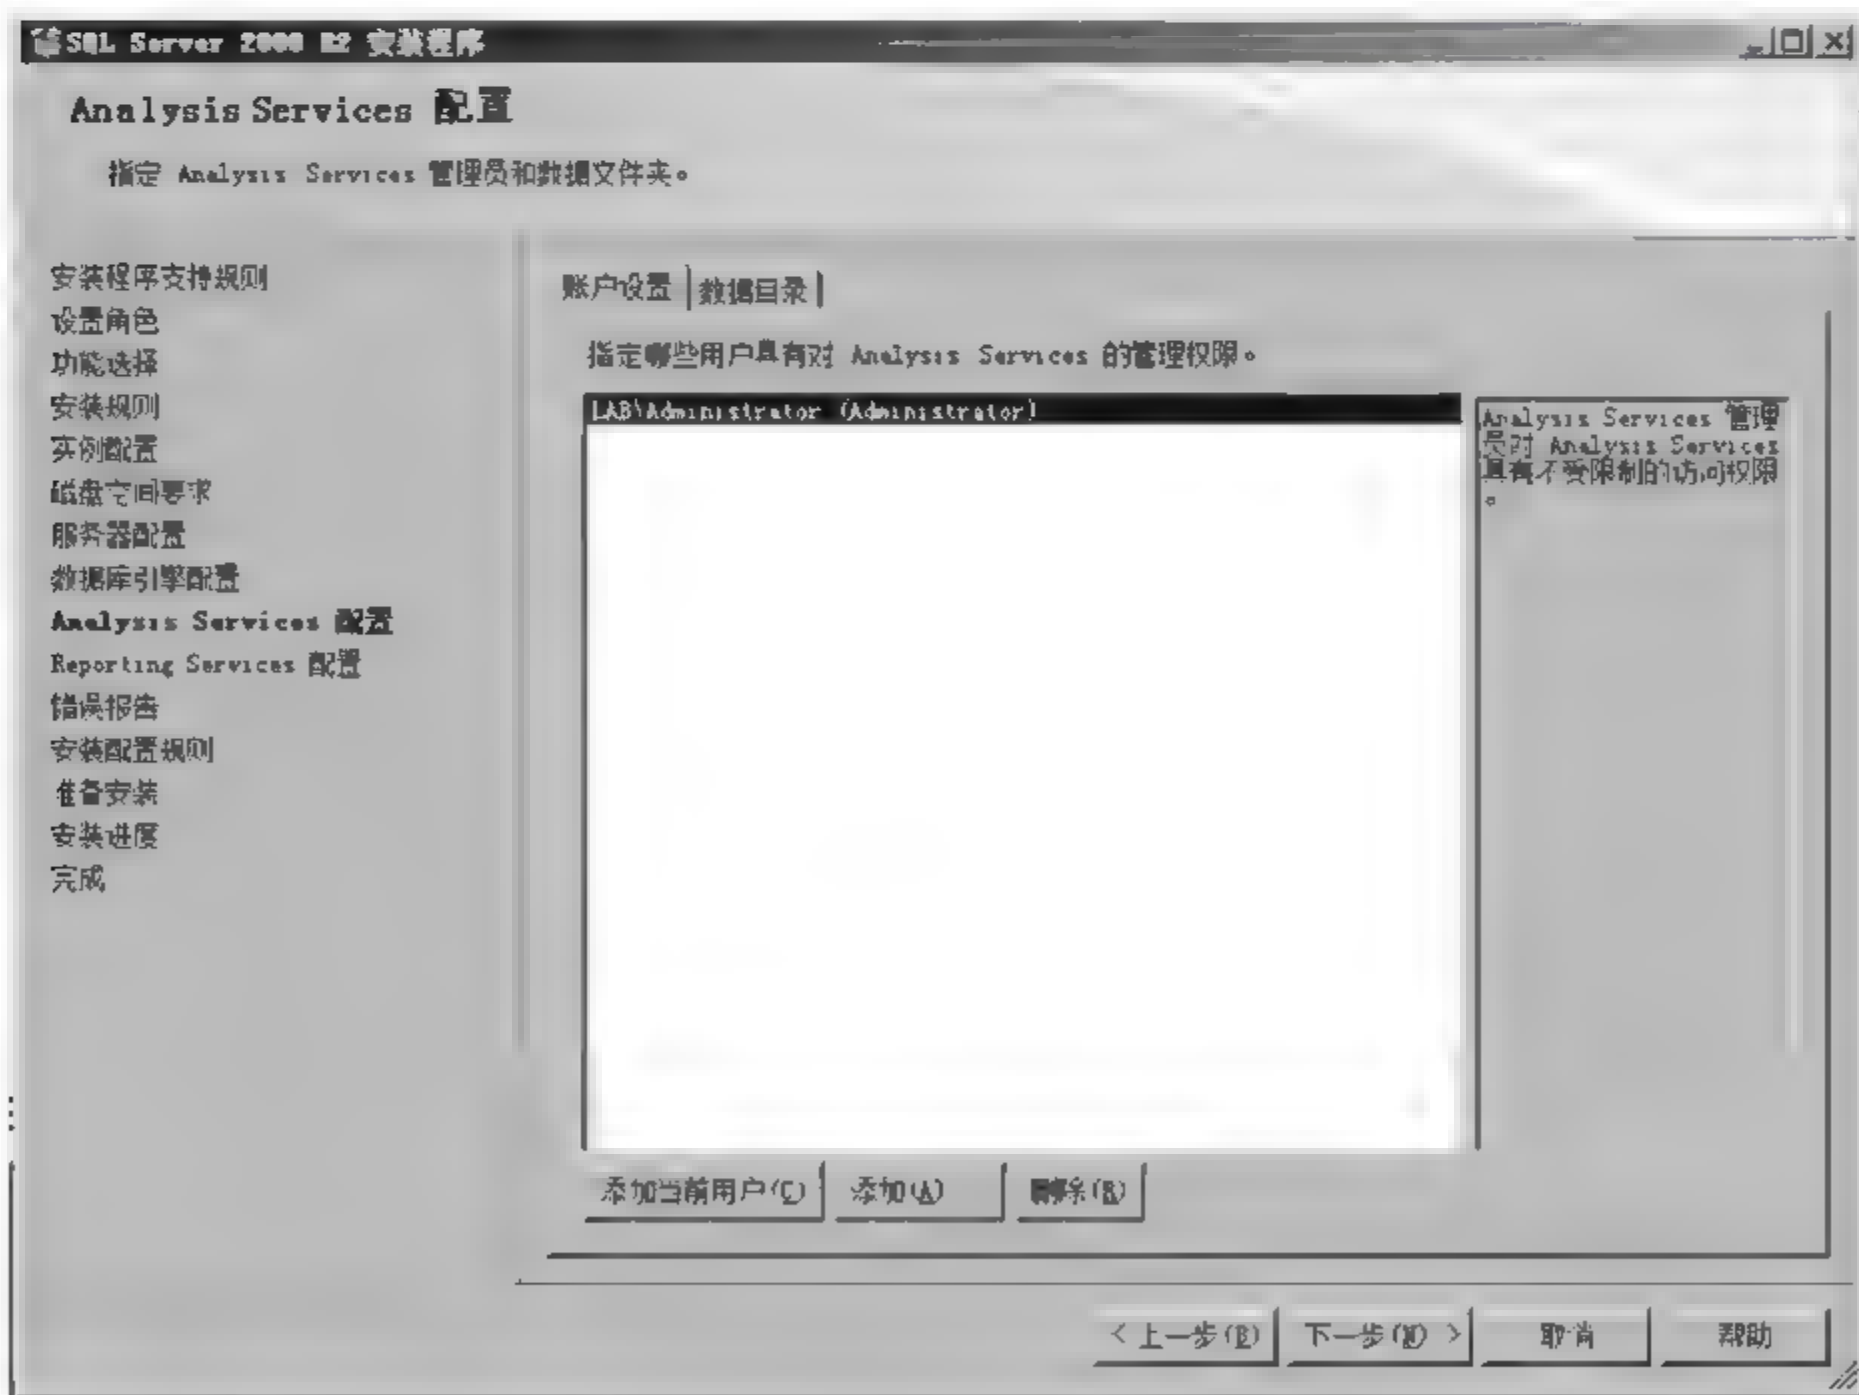 SQL Server 2008 R2 安装程序
Analysis Services 配置
指定 Analysis Services 管理员和数据文件夹。
安装程序支持规则
设置角色
功能选择
安装规则
实例配置
磁盘空间要求
服务器配置
数据库引擎配置
Analysis Services 配置
Reporting Services 配置
错误报告
安装配置规则
准备安装
安装进度
完成
账户设置 数据目录
指定哪些用户具有对 Analysis Services 的管理权限。
LAB\Administrator (Administrator)
Analysis Services 管理
员对 Analysis Services
具有不受限制的访问权限
。
添加当前用户(C) 添加(A) 删除(R)
< 上一步(B) 下一步(N) > 取消 帮助